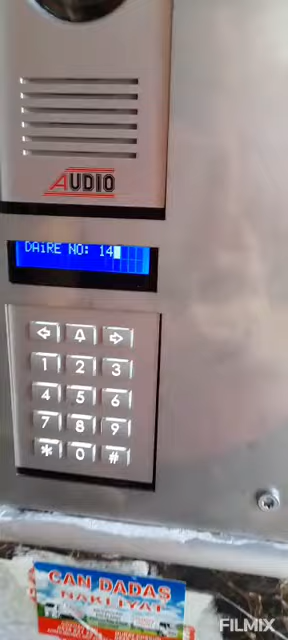 AUDIO
DAiRE NO: 14
1 2 3
4 5 6
7 8 9
* 0 #
CAN DADAŞ
NAKLİYAT
FILMIX